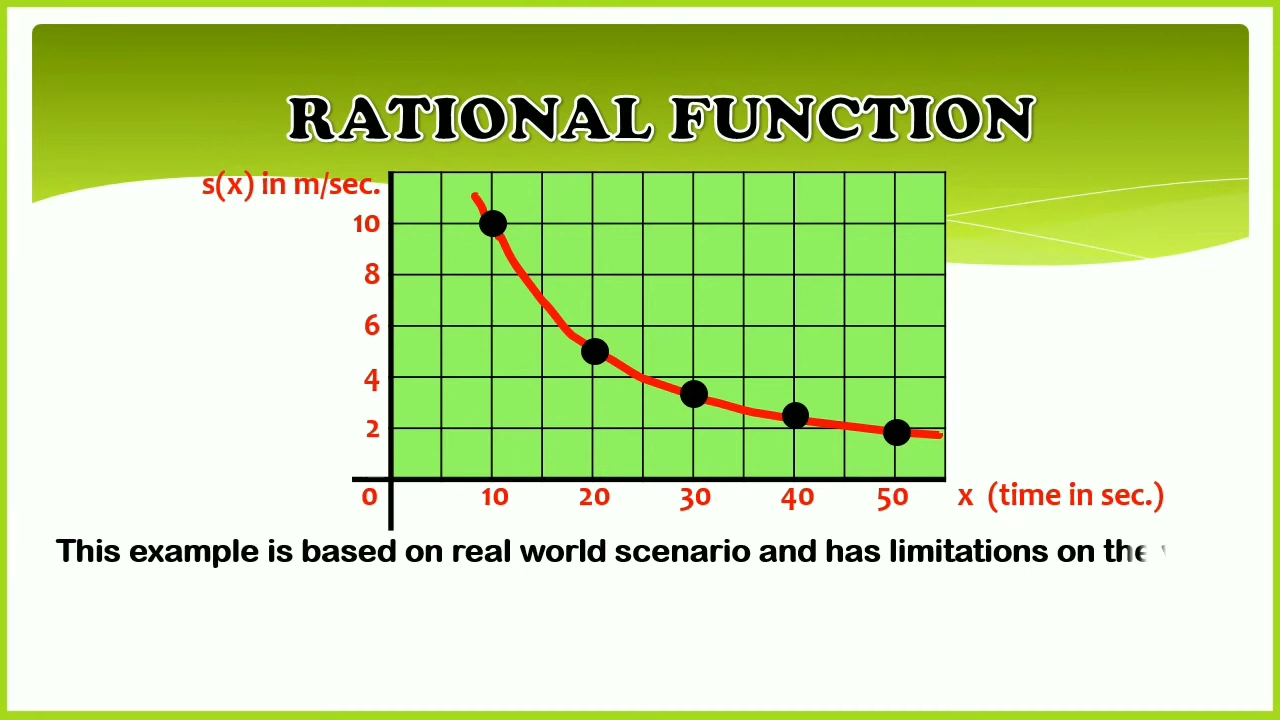 RATIONAL FUNCTION
s(x) in m/sec.
10
8
6
4
2
0 10 20 30 40 50 x (time in sec.)
This example is based on real world scenario and has limitations on the